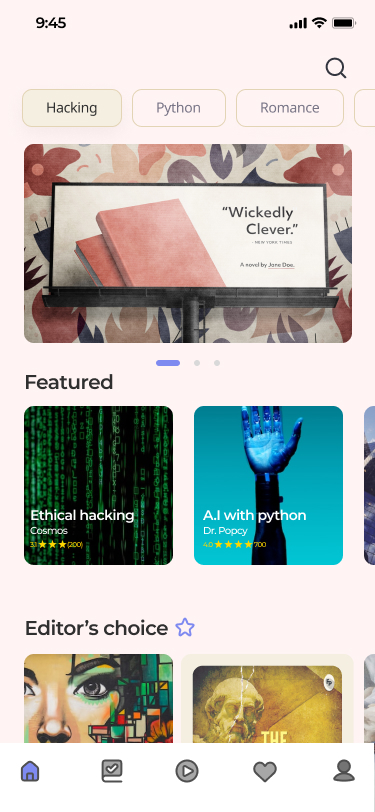 9:45
Hacking
Python
Romance
“Wickedly
Clever.”
- NEW YORK TIMES
A novel by Jane Doe.
Featured
Ethical hacking
Cosmos
3.1 ★★★(200)
A.I with python
Dr. Popcy
4.0 ★★★★★700
Editor’s choice
THE